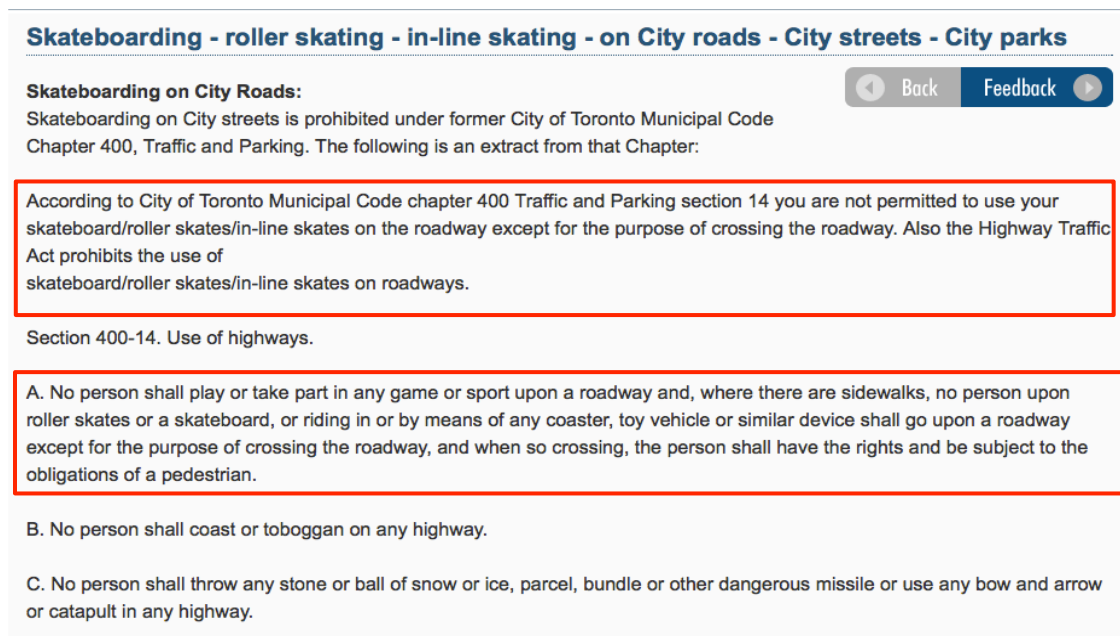 Skateboarding - roller skating - in-line skating - on City roads - City streets - City parks
Back Feedback
Skateboarding on City Roads:
Skateboarding on City streets is prohibited under former City of Toronto Municipal Code
Chapter 400, Traffic and Parking. The following is an extract from that Chapter:
According to City of Toronto Municipal Code chapter 400 Traffic and Parking section 14 you are not permitted to use your
skateboard/roller skates/in-line skates on the roadway except for the purpose of crossing the roadway. Also the Highway Traffic
Act prohibits the use of
skateboard/roller skates/in-line skates on roadways.
Section 400-14. Use of highways.
A. No person shall play or take part in any game or sport upon a roadway and, where there are sidewalks, no person upon
roller skates or a skateboard, or riding in or by means of any coaster, toy vehicle or similar device shall go upon a roadway
except for the purpose of crossing the roadway, and when so crossing, the person shall have the rights and be subject to the
obligations of a pedestrian.
B. No person shall coast or toboggan on any highway.
C. No person shall throw any stone or ball of snow or ice, parcel, bundle or other dangerous missile or use any bow and arrow
or catapult in any highway.